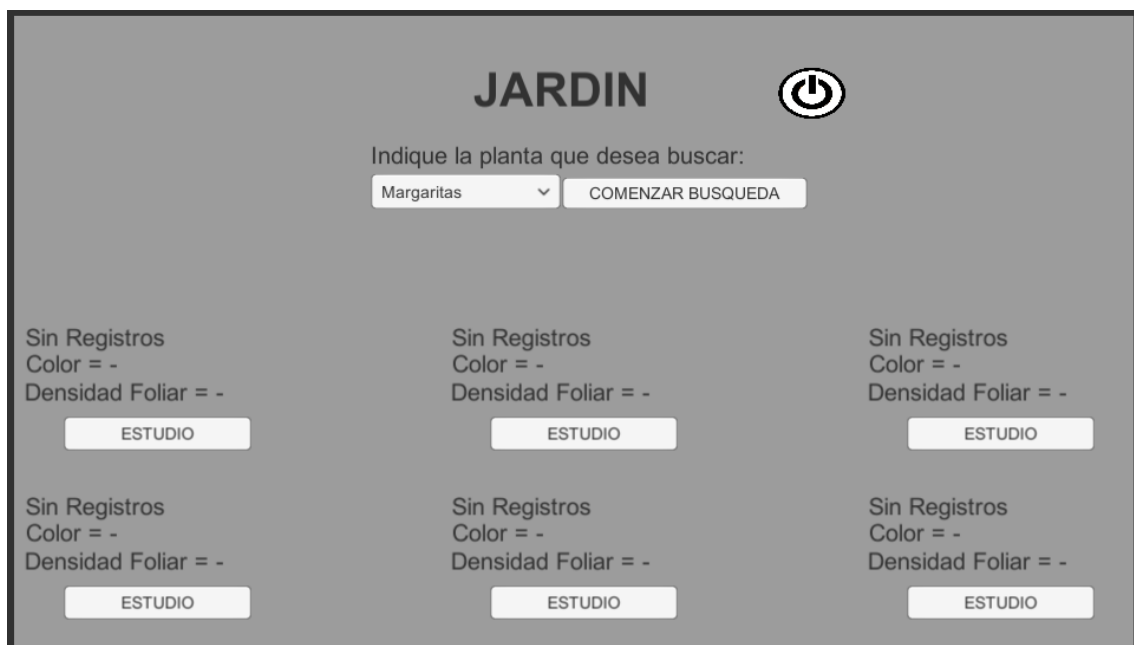 JARDIN
Indique la planta que desea buscar:
Margaritas
COMENZAR BUSQUEDA
Sin Registros
Color = -
Densidad Foliar = -
ESTUDIO
Sin Registros
Color = -
Densidad Foliar = -
ESTUDIO
Sin Registros
Color = -
Densidad Foliar = -
ESTUDIO
Sin Registros
Color = -
Densidad Foliar = -
ESTUDIO
Sin Registros
Color = -
Densidad Foliar = -
ESTUDIO
Sin Registros
Color = -
Densidad Foliar = -
ESTUDIO